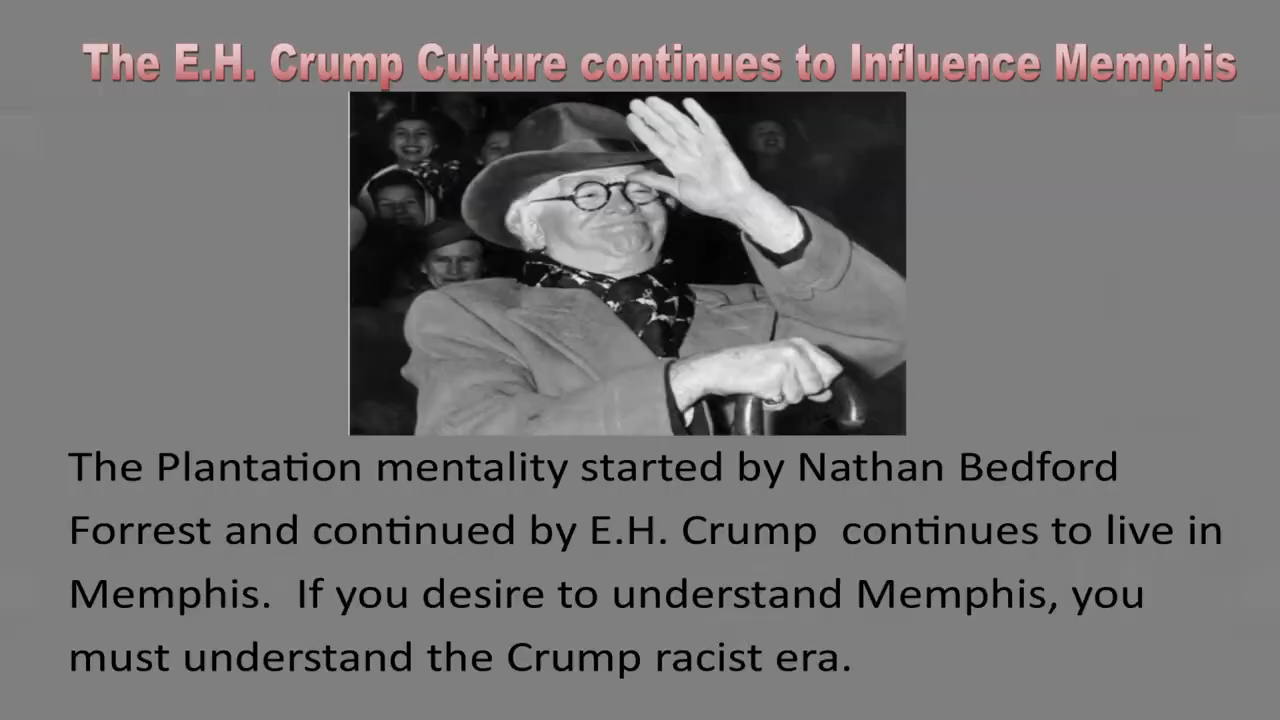 The E.H. Crump Culture continues to Influence Memphis
The Plantation mentality started by Nathan Bedford
Forrest and continued by E.H. Crump  continues to live in
Memphis.  If you desire to understand Memphis, you
must understand the Crump racist era.